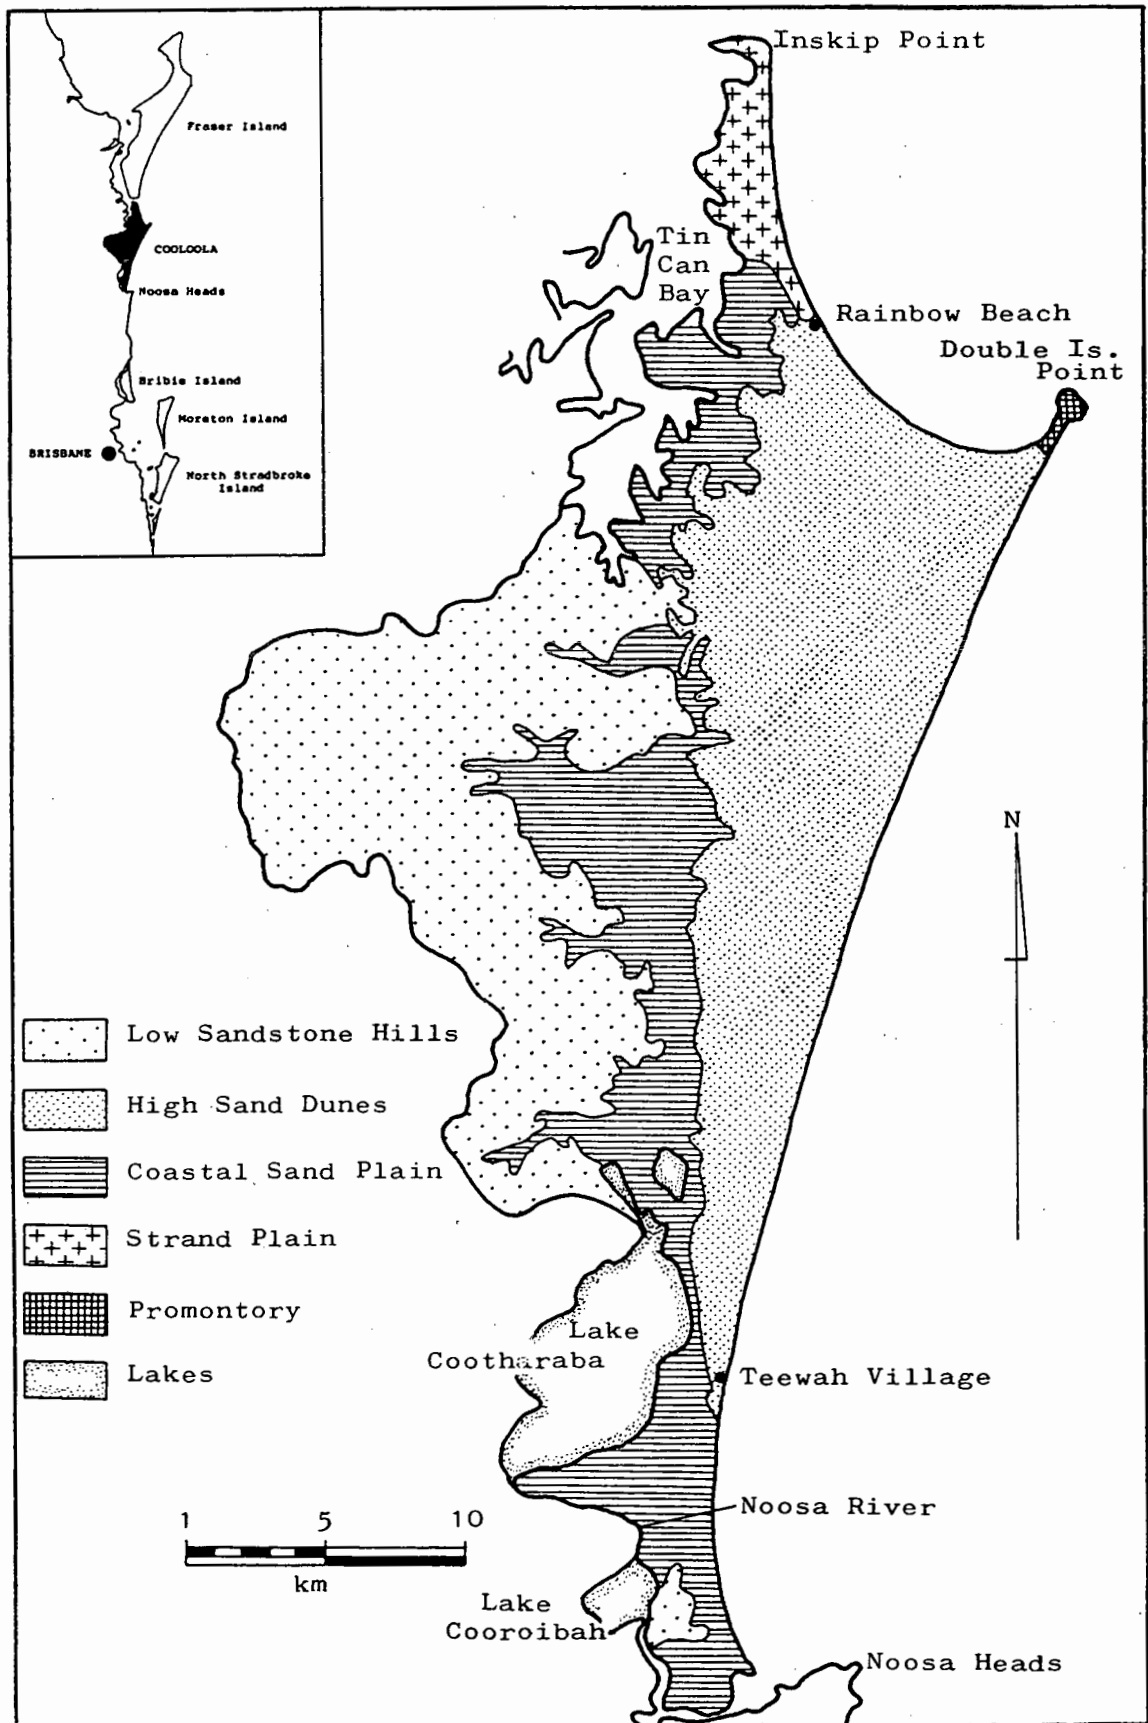 Inskip Point
Fraser Island
COOLOOLA
Noosa Heads
Bribie Island
Moreton Island
BRISBANE
North Stradbroke
Island
Tin
Can
Bay
Rainbow Beach
Double Is.
Point
N
Low Sandstone Hills
High Sand Dunes
Coastal Sand Plain
Strand Plain
Promontory
Lakes
Lake
Cootharaba
Teewah Village
Noosa River
1 5 10
km
Lake
Cooroibah
Noosa Heads